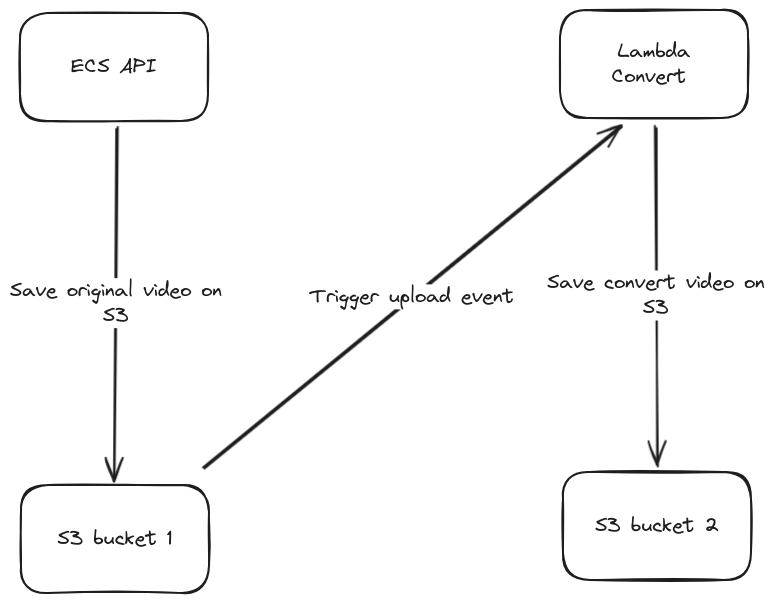 ECS API
Lambda
Convert
Save original video on
S3
Trigger upload event
Save convert video on
S3
S3 bucket 1
S3 bucket 2